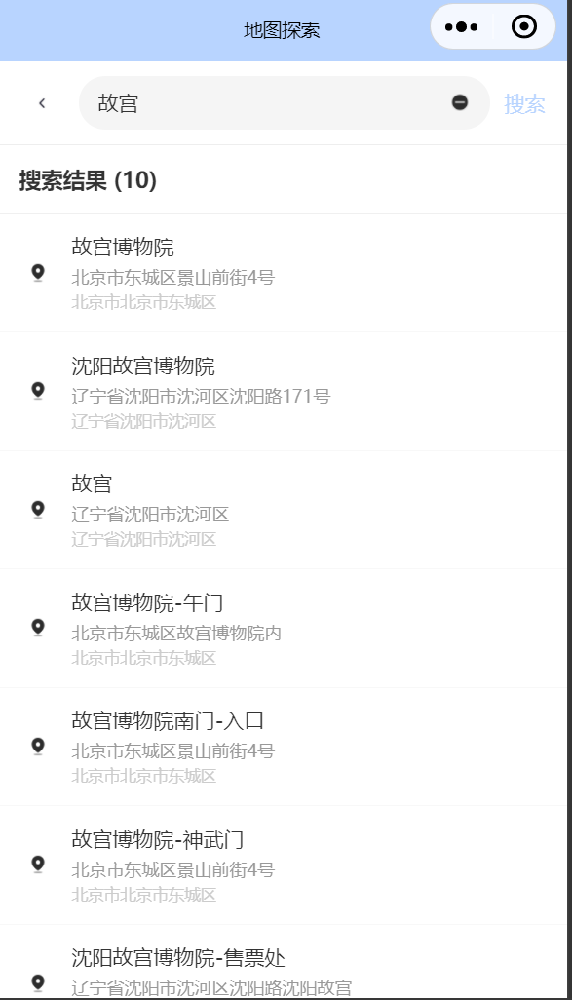 地图探索
故宫
搜索
搜索结果 (10)
故宫博物院
北京市东城区景山前街4号
北京市北京市东城区
沈阳故宫博物院
辽宁省沈阳市沈河区沈阳路171号
辽宁省沈阳市沈河区
故宫
辽宁省沈阳市沈河区
辽宁省沈阳市沈河区
故宫博物院-午门
北京市东城区故宫博物院内
北京市北京市东城区
故宫博物院南门-入口
北京市东城区景山前街4号
北京市北京市东城区
故宫博物院-神武门
北京市东城区景山前街4号
北京市北京市东城区
沈阳故宫博物院-售票处
辽宁省沈阳市沈河区沈阳路沈阳故宫